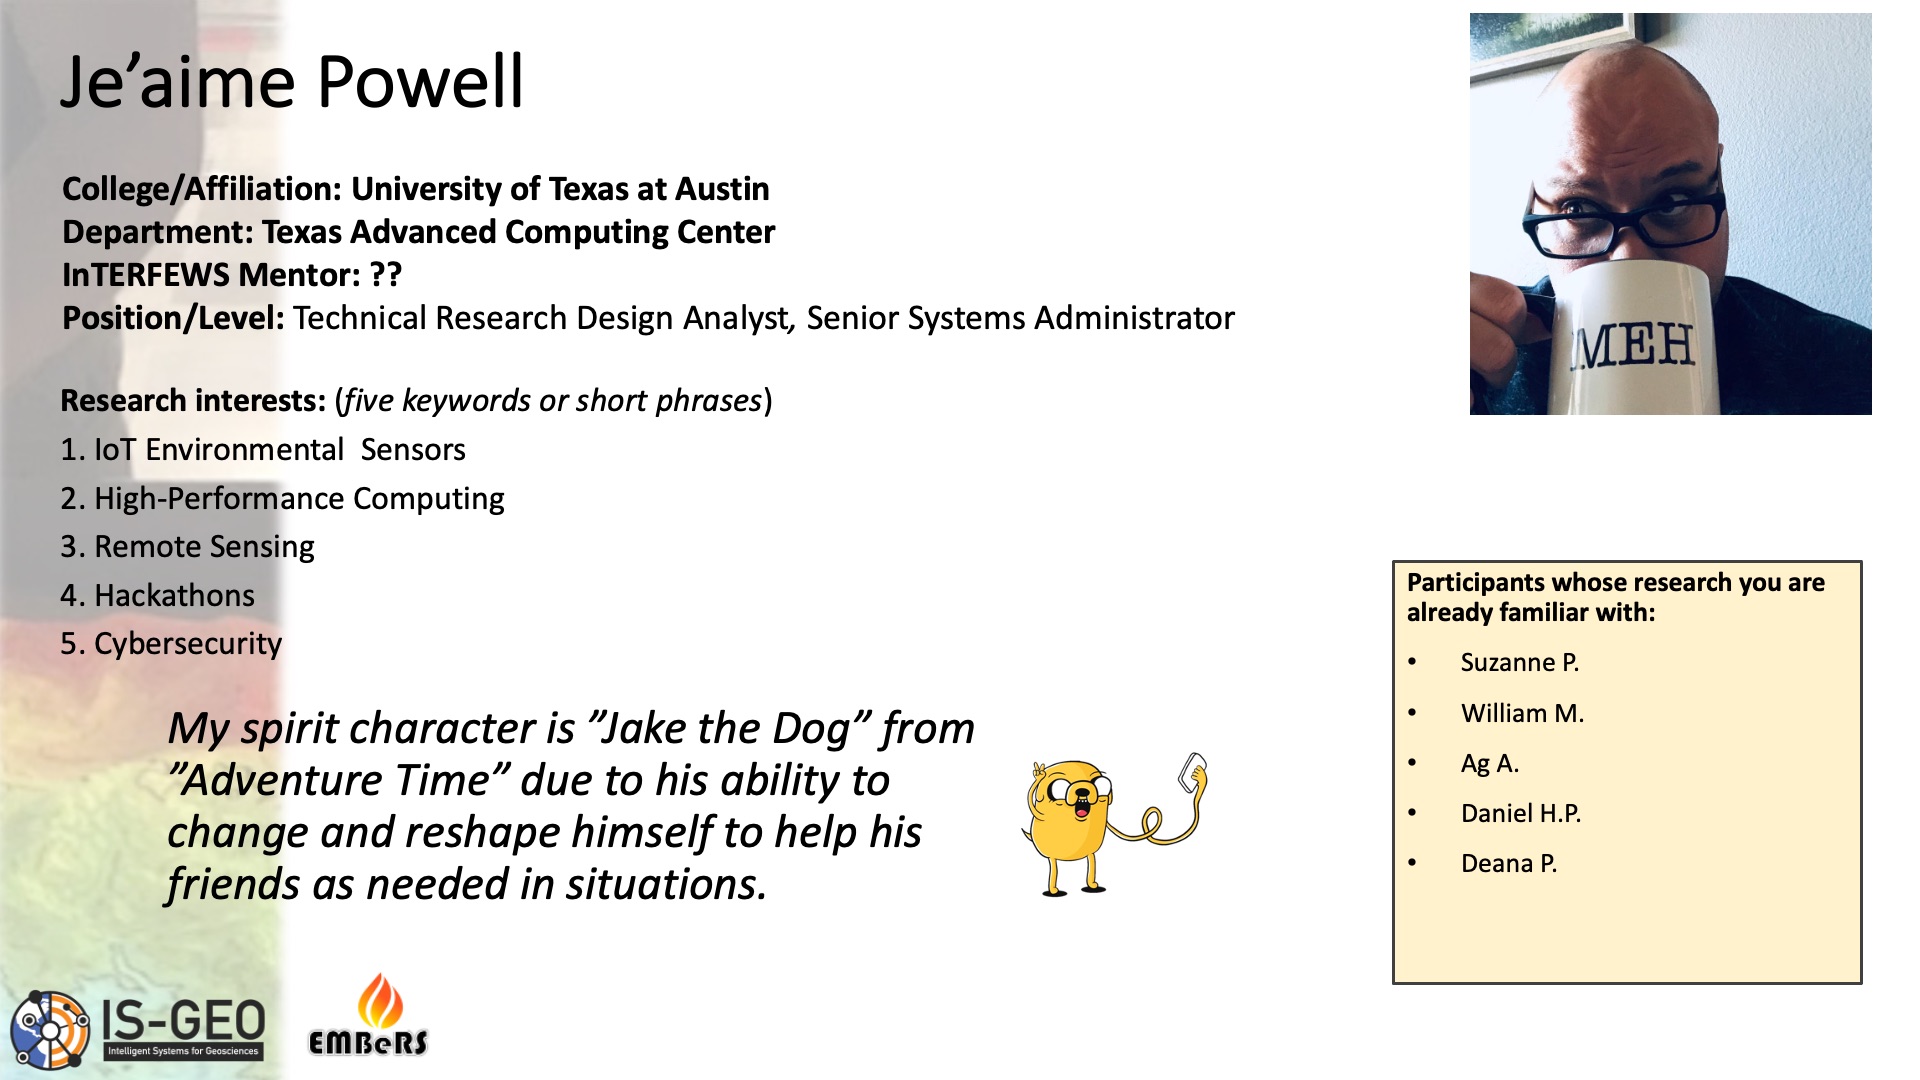 Je’aime Powell
College/Affiliation: University of Texas at Austin
Department: Texas Advanced Computing Center
InTERFEWS Mentor: ??
Position/Level: Technical Research Design Analyst, Senior Systems Administrator
Research interests: (five keywords or short phrases)
1. IoT Environmental  Sensors
2. High-Performance Computing
3. Remote Sensing
4. Hackathons
5. Cybersecurity
My spirit character is ”Jake the Dog” from
”Adventure Time” due to his ability to
change and reshape himself to help his
friends as needed in situations.
MEH
Participants whose research you are
already familiar with:
• Suzanne P.
• William M.
• Ag A.
• Daniel H.P.
• Deana P.
IS-GEO
Intelligent Systems for Geosciences
EMBeRS